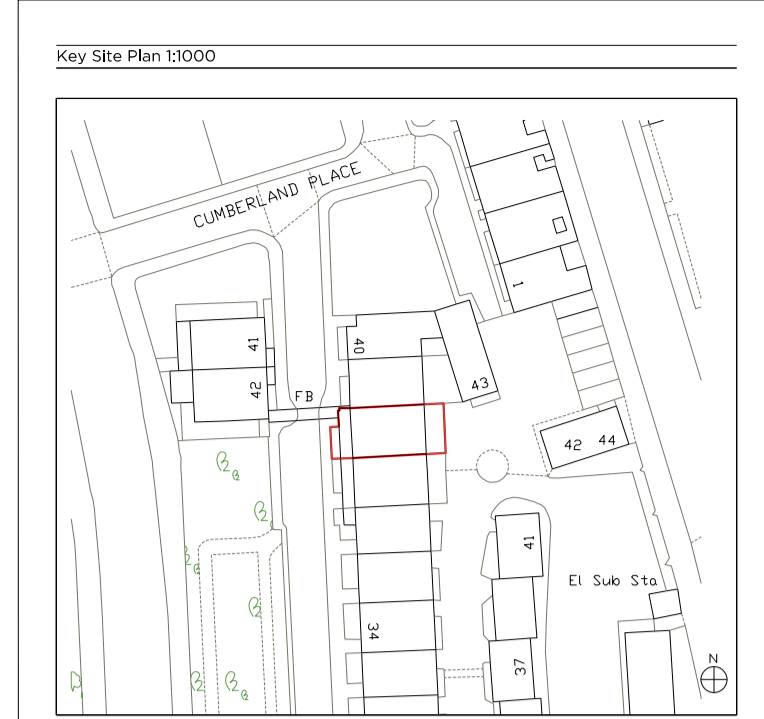 Key Site Plan 1:1000
CUMBERLAND PLACE
1
41
40
42
FB
43
42 44
41
El Sub Sta
34
37
N